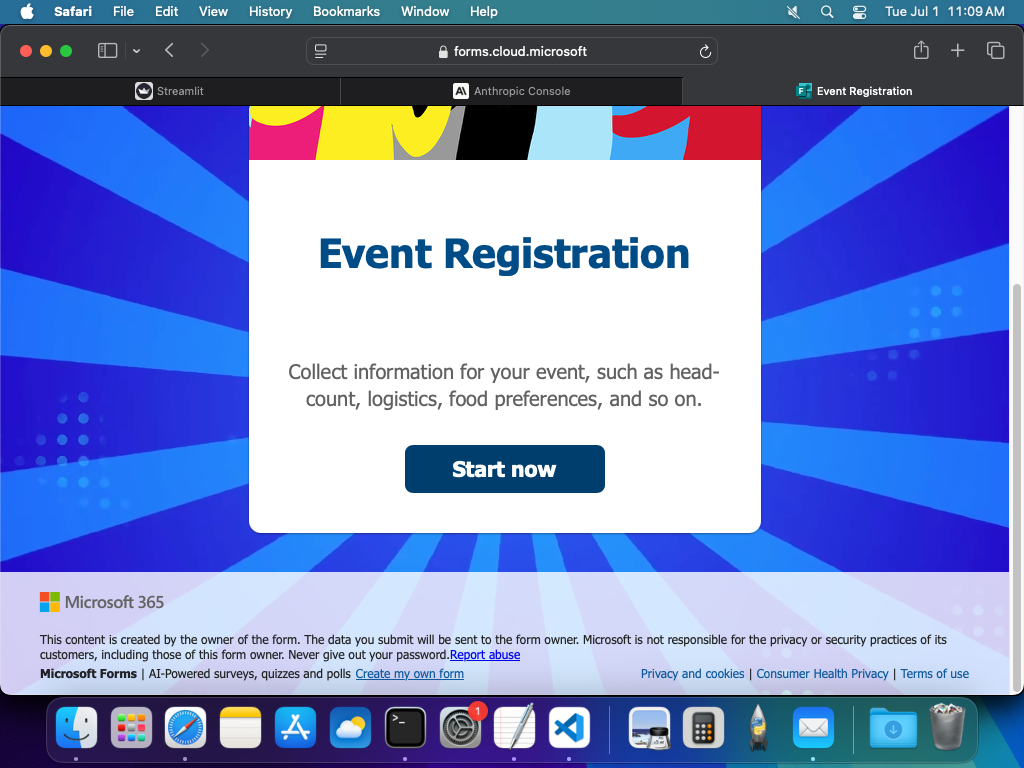 Safari File Edit View History Bookmarks Window Help Tue Jul 1 11:09 AM
forms.cloud.microsoft
Streamlit Anthropic Console Event Registration
Event Registration
Collect information for your event, such as head-
count, logistics, food preferences, and so on.
Start now
Microsoft 365
This content is created by the owner of the form. The data you submit will be sent to the form owner. Microsoft is not responsible for the privacy or security practices of its
customers, including those of this form owner. Never give out your password.Report abuse
Microsoft Forms | AI-Powered surveys, quizzes and polls Create my own form Privacy and cookies | Consumer Health Privacy | Terms of use
1